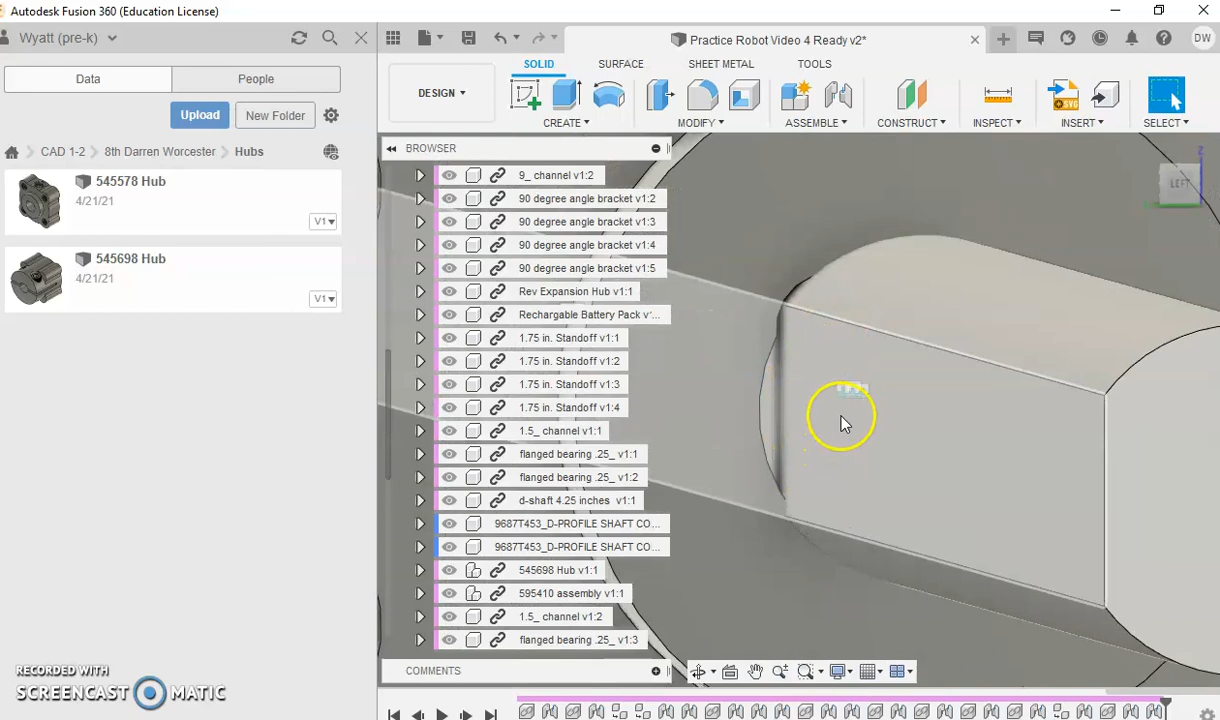 Autodesk Fusion 360 (Education License)
Wyatt (pre-k)
Practice Robot Video 4 Ready v2*
DW
Data
People
Upload
New Folder
CAD 1-2
8th Darren Worcester
Hubs
545578 Hub
4/21/21
V1
545698 Hub
4/21/21
V1
DESIGN
SOLID
SURFACE
SHEET METAL
TOOLS
CREATE
MODIFY
ASSEMBLE
CONSTRUCT
INSPECT
INSERT
SVG
SELECT
BROWSER
9_ channel v1:2
90 degree angle bracket v1:2
90 degree angle bracket v1:3
90 degree angle bracket v1:4
90 degree angle bracket v1:5
Rev Expansion Hub v1:1
Rechargable Battery Pack v'...
1.75 in. Standoff v1:1
1.75 in. Standoff v1:2
1.75 in. Standoff v1:3
1.75 in. Standoff v1:4
1.5_ channel v1:1
flanged bearing .25_ v1:1
flanged bearing .25_ v1:2
d-shaft 4.25 inches v1:1
9687T453_D-PROFILE SHAFT CO...
9687T453_D-PROFILE SHAFT CO...
545698 Hub v1:1
595410 assembly v1:1
1.5_ channel v1:2
flanged bearing .25_ v1:3
COMMENTS
Z
LEFT
RECORDED WITH
SCREENCAST MATIC